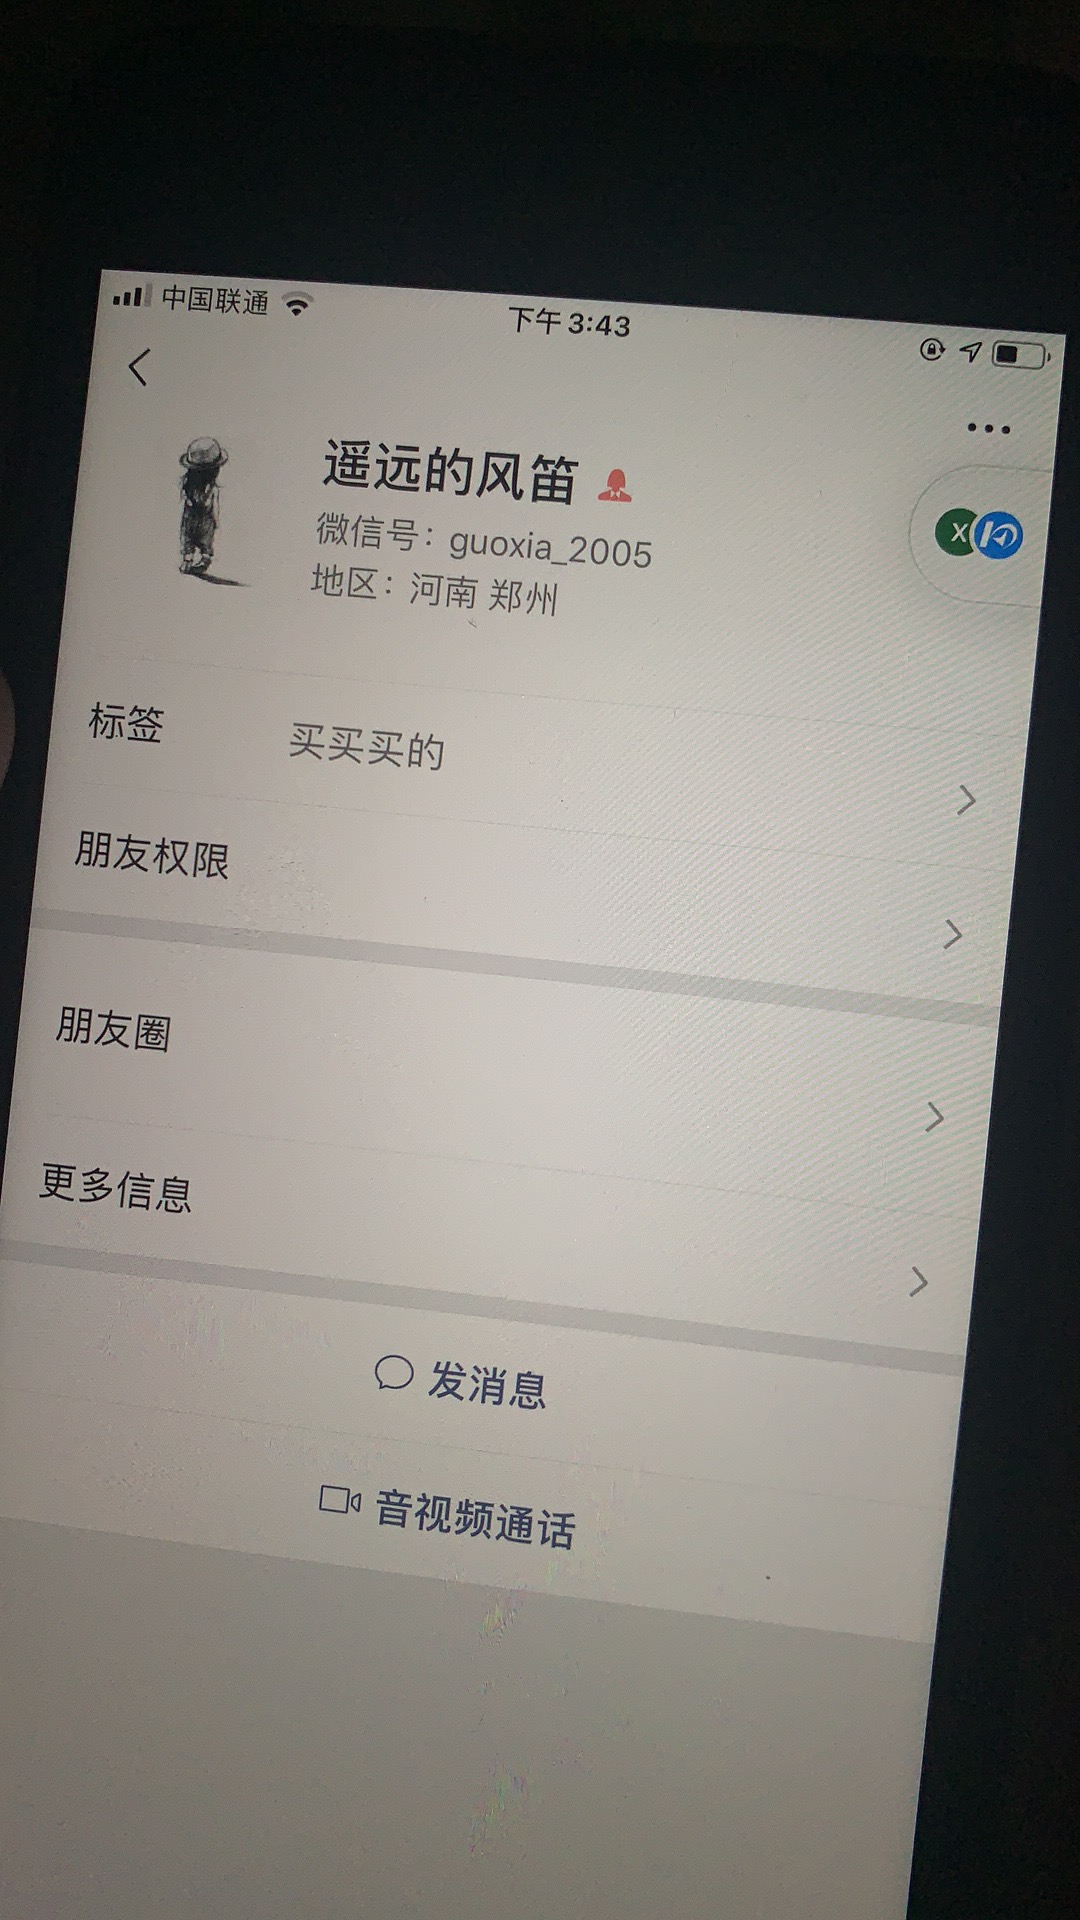 中国联通
下午 3:43
遥远的风笛
微信号：guoxia_2005
地区：河南 郑州
X
标签 买买买的
朋友权限
朋友圈
更多信息
发消息
音视频通话